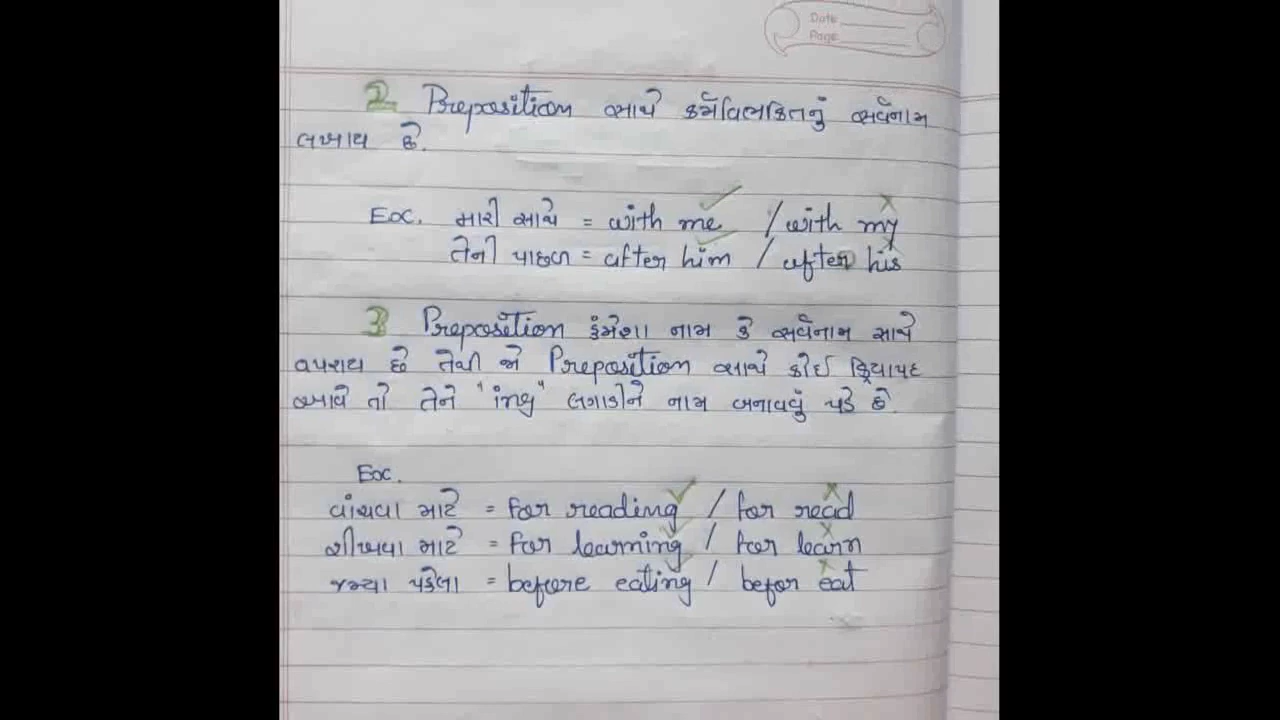 Date
Page
2 Preposition સાથે કર્મવિભકિતનું સર્વનામ
લખાય છે.
Ex. મારી સાથે = with me / with my
તેની પાછળ = after him / after his
3 Preposition હંમેશા નામ કે સર્વનામ સાથે
વપરાય છે તેથી જો Preposition સાથે કોઇ ક્રિયાપદ
આવે તો તેને "ing" લગાડીને નામ બનાવવું પડે છે.
Ex.
વાંચવા માટે = for reading / for read
શીખવા માટે = for learning / for learn
જમ્યા પહેલા = before eating / befor eat